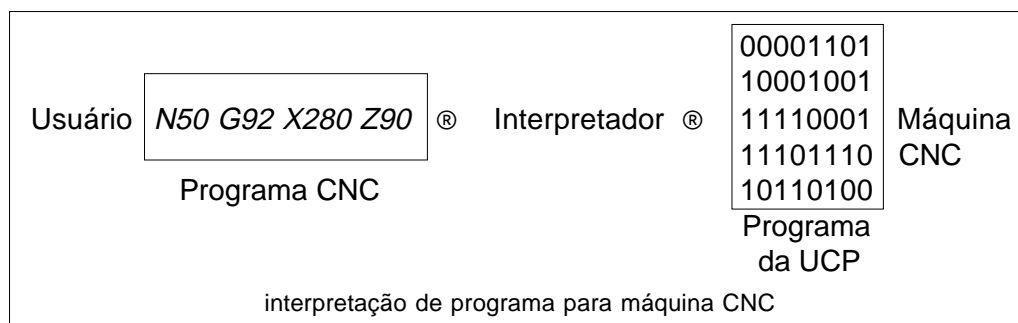 Usuário
N50 G92 X280 Z90
®
Interpretador
®
00001101
10001001
11110001
11101110
10110100
Máquina
CNC
Programa CNC
Programa
da UCP
interpretação de programa para máquina CNC